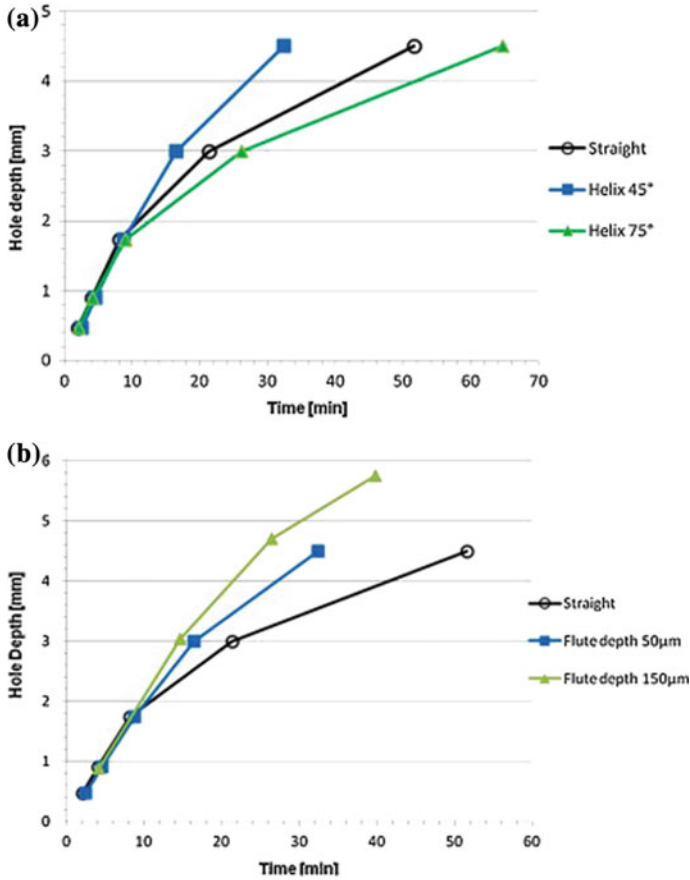 (a)
5
4
3
2
1
0
Hole depth [mm]
0 10 20 30 40 50 60 70
Time [min]
Straight
Helix 45°
Helix 75°
(b)
6
5
4
3
2
1
0
Hole Depth [mm]
0 10 20 30 40 50 60
Time [min]
Straight
Flute depth 50µm
Flute depth 150µm